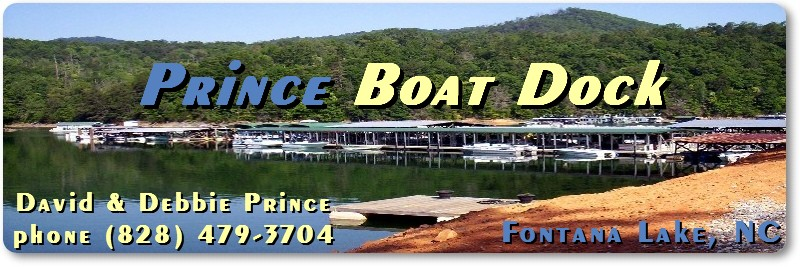 Prince Boat Dock
David & Debbie Prince
phone (828) 479-3704
Fontana Lake, NC